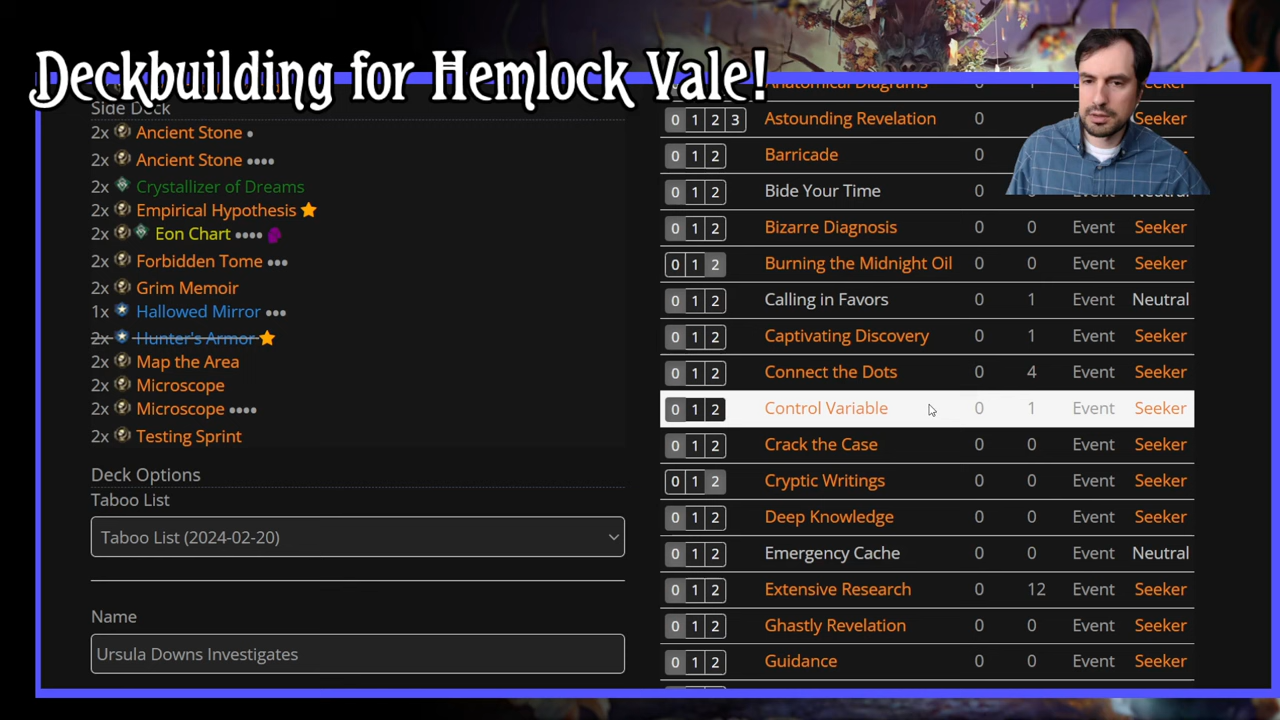 Deckbuilding for Hemlock Vale!
Side Deck
2x Ancient Stone
2x Ancient Stone
2x Crystallizer of Dreams
2x Empirical Hypothesis
2x Eon Chart
2x Forbidden Tome
2x Grim Memoir
1x Hallowed Mirror
2x Hunter's Armor
2x Map the Area
2x Microscope
2x Microscope
2x Testing Sprint
Deck Options
Taboo List
Taboo List (2024-02-20)
Name
Ursula Downs Investigates
Anatomical Diagrams 0 1 Seeker
0 1 2 3 Astounding Revelation 0 Seeker
0 1 2 Barricade 0 Seeker
0 1 2 Bide Your Time 0 Neutral
0 1 2 Bizarre Diagnosis 0 0 Event Seeker
0 1 2 Burning the Midnight Oil 0 0 Event Seeker
0 1 2 Calling in Favors 0 1 Event Neutral
0 1 2 Captivating Discovery 0 1 Event Seeker
0 1 2 Connect the Dots 0 4 Event Seeker
0 1 2 Control Variable 0 1 Event Seeker
0 1 2 Crack the Case 0 0 Event Seeker
0 1 2 Cryptic Writings 0 0 Event Seeker
0 1 2 Deep Knowledge 0 0 Event Seeker
0 1 2 Emergency Cache 0 0 Event Neutral
0 1 2 Extensive Research 0 12 Event Seeker
0 1 2 Ghastly Revelation 0 0 Event Seeker
0 1 2 Guidance 0 0 Event Seeker